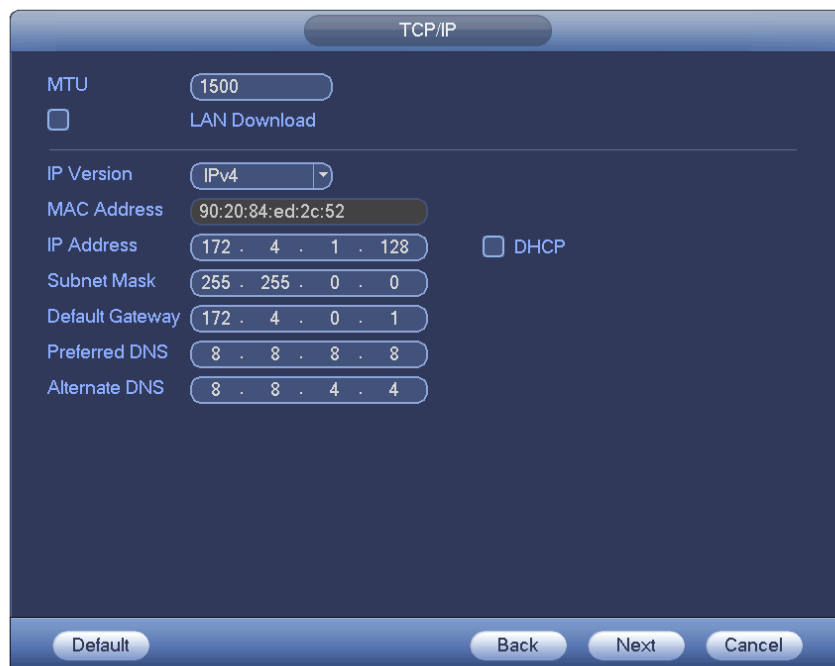 TCP/IP
MTU 1500
LAN Download
IP Version IPv4
MAC Address 90:20:84:ed:2c:52
IP Address 172 . 4 . 1 . 128 DHCP
Subnet Mask 255 . 255 . 0 . 0
Default Gateway 172 . 4 . 0 . 1
Preferred DNS 8 . 8 . 8 . 8
Alternate DNS 8 . 8 . 4 . 4
Default Back Next Cancel